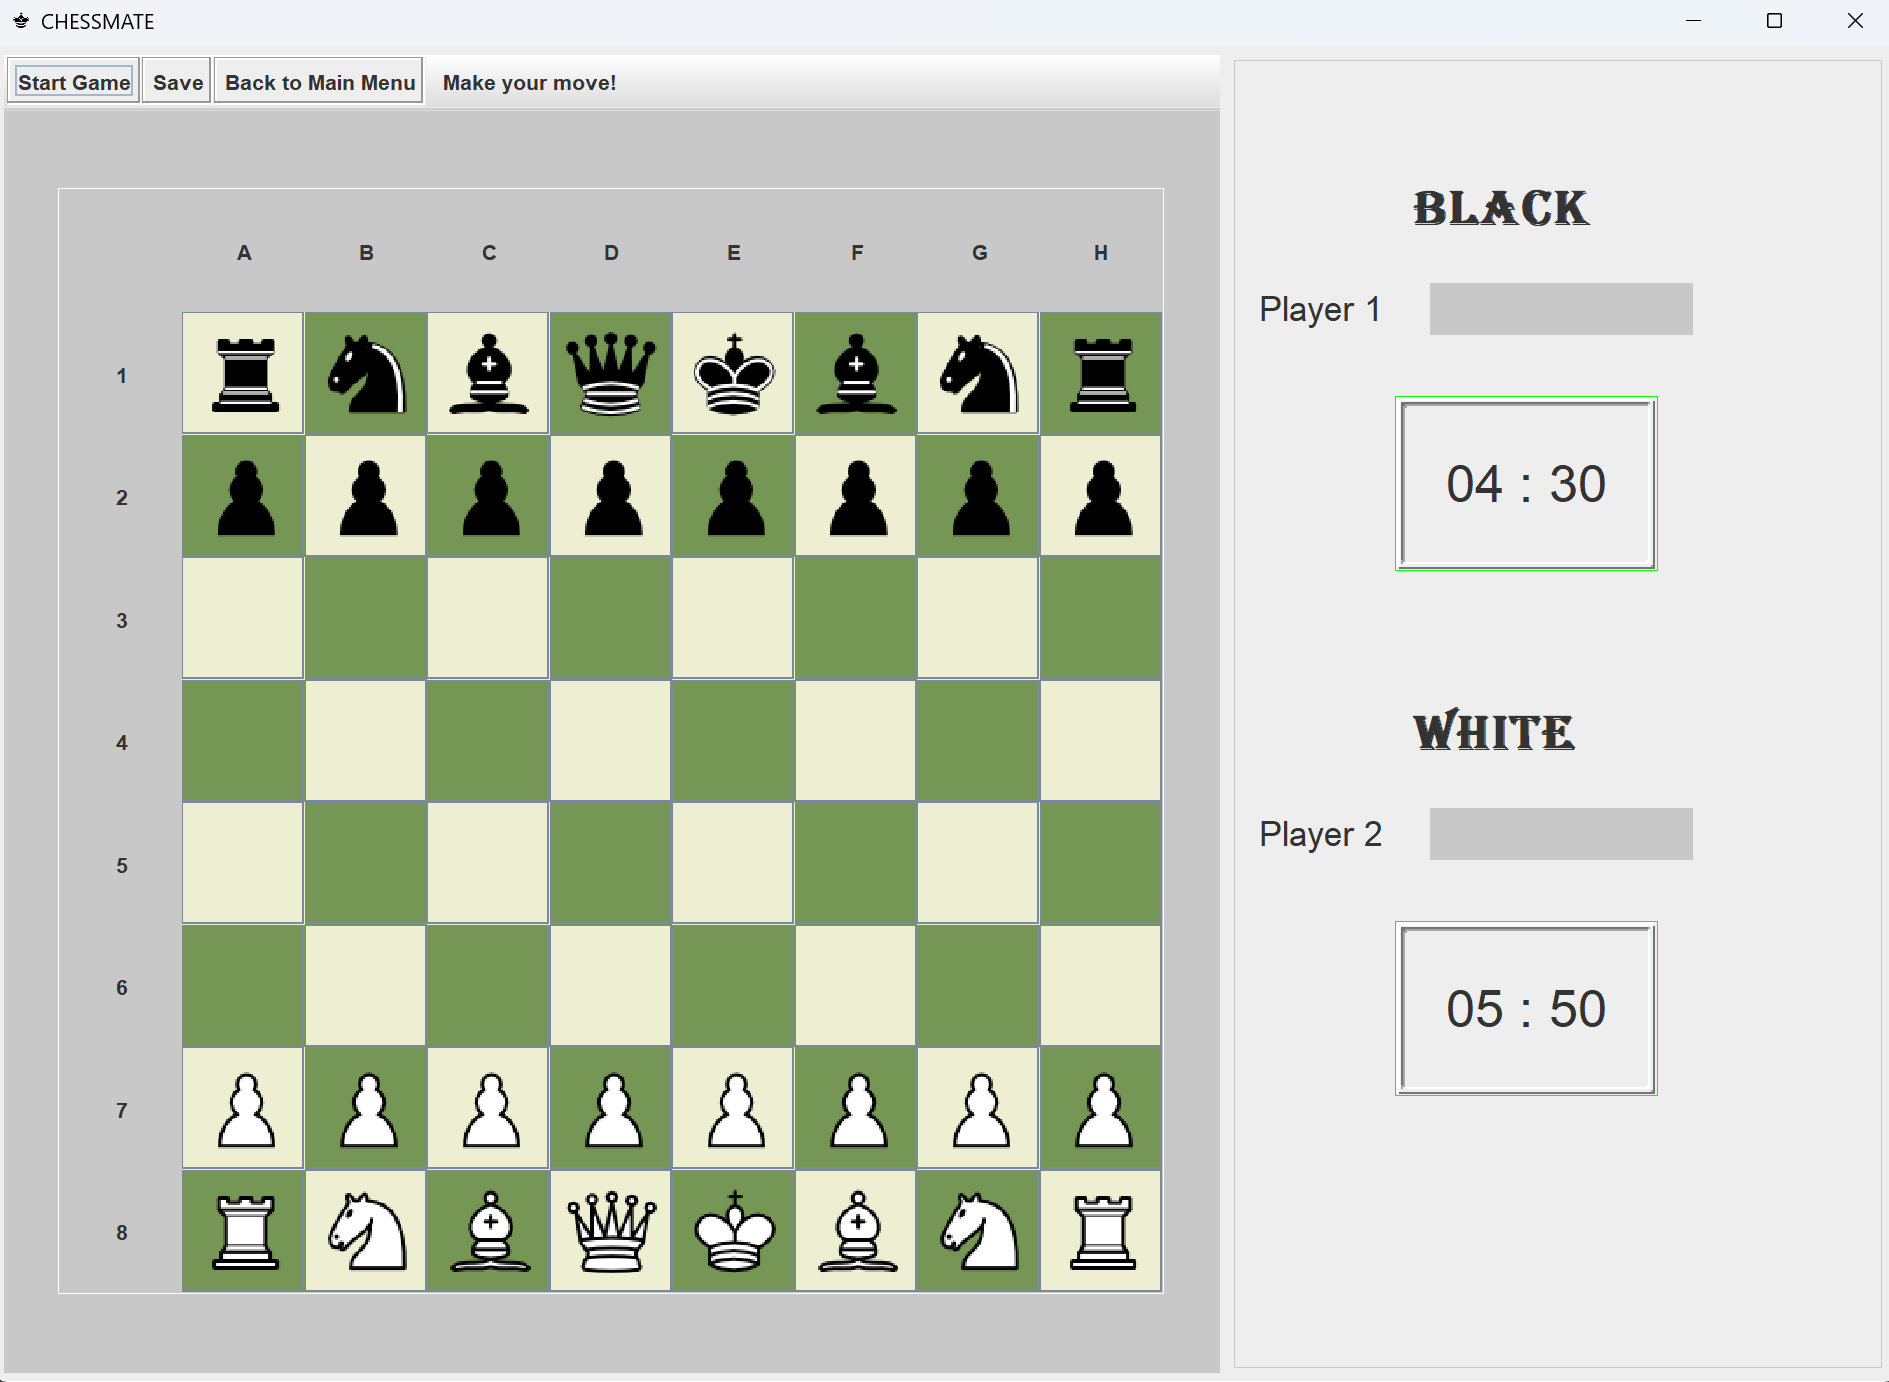 CHESSMATE
Start Game Save Back to Main Menu Make your move!
A B C D E F G H
1
2
3
4
5
6
7
8
BLACK
Player 1
04 : 30
WHITE
Player 2
05 : 50